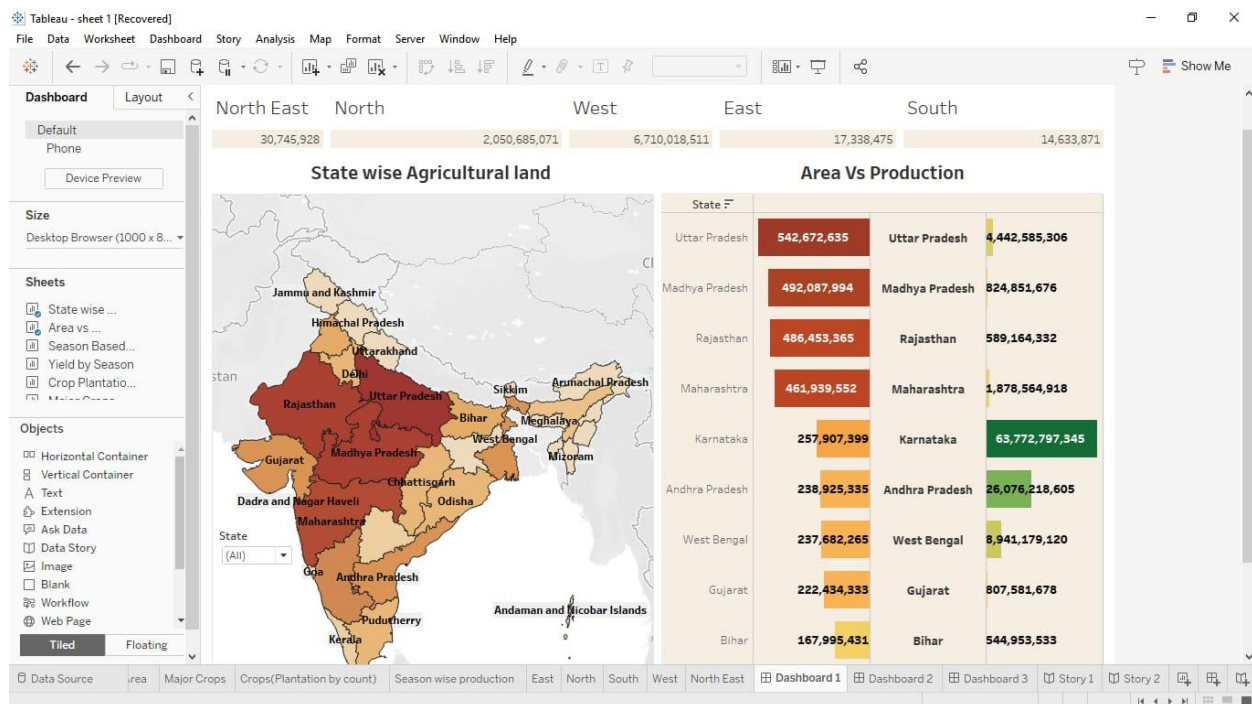 Tableau - sheet 1 [Recovered]
File Data Worksheet Dashboard Story Analysis Map Format Server Window Help
Show Me
Dashboard Layout
Default
Phone
Device Preview
Size
Desktop Browser (1000 x 8...
Sheets
State wise ...
Area vs ...
Season Based...
Yield by Season
Crop Plantatio...
Objects
Horizontal Container
Vertical Container
A Text
Extension
Ask Data
Data Story
Image
Blank
Workflow
Web Page
Tiled Floating
North East North West East South
30,745,928 2,050,685,071 6,710,018,511 17,338,475 14,633,871
State wise Agricultural land
Jammu and Kashmir
Himachal Pradesh
Uttarakhand
stan
Delhi
Sikkim
Arunachal Pradesh
Rajasthan
Uttar Pradesh
Bihar
Meghalaya
West Bengal
Gujarat
Madhya Pradesh
Mizoram
Chhattisgarh
Dadra and Nagar Haveli
Odisha
Maharashtra
State
(All)
Goa
Andhra Pradesh
Andaman and Nicobar Islands
Puducherry
Kerala
Area Vs Production
State
Uttar Pradesh 542,672,635 Uttar Pradesh 4,442,585,306
Madhya Pradesh 492,087,994 Madhya Pradesh 824,851,676
Rajasthan 486,453,365 Rajasthan 589,164,332
Maharashtra 461,939,552 Maharashtra 1,878,564,918
Karnataka 257,907,399 Karnataka 63,772,797,345
Andhra Pradesh 238,925,335 Andhra Pradesh 26,076,218,605
West Bengal 237,682,265 West Bengal 8,941,179,120
Gujarat 222,434,333 Gujarat 807,581,678
Bihar 167,995,431 Bihar 544,953,533
Data Source rea Major Crops Crops(Plantation by count) Season wise production East North South West North East Dashboard 1 Dashboard 2 Dashboard 3 Story 1 Story 2